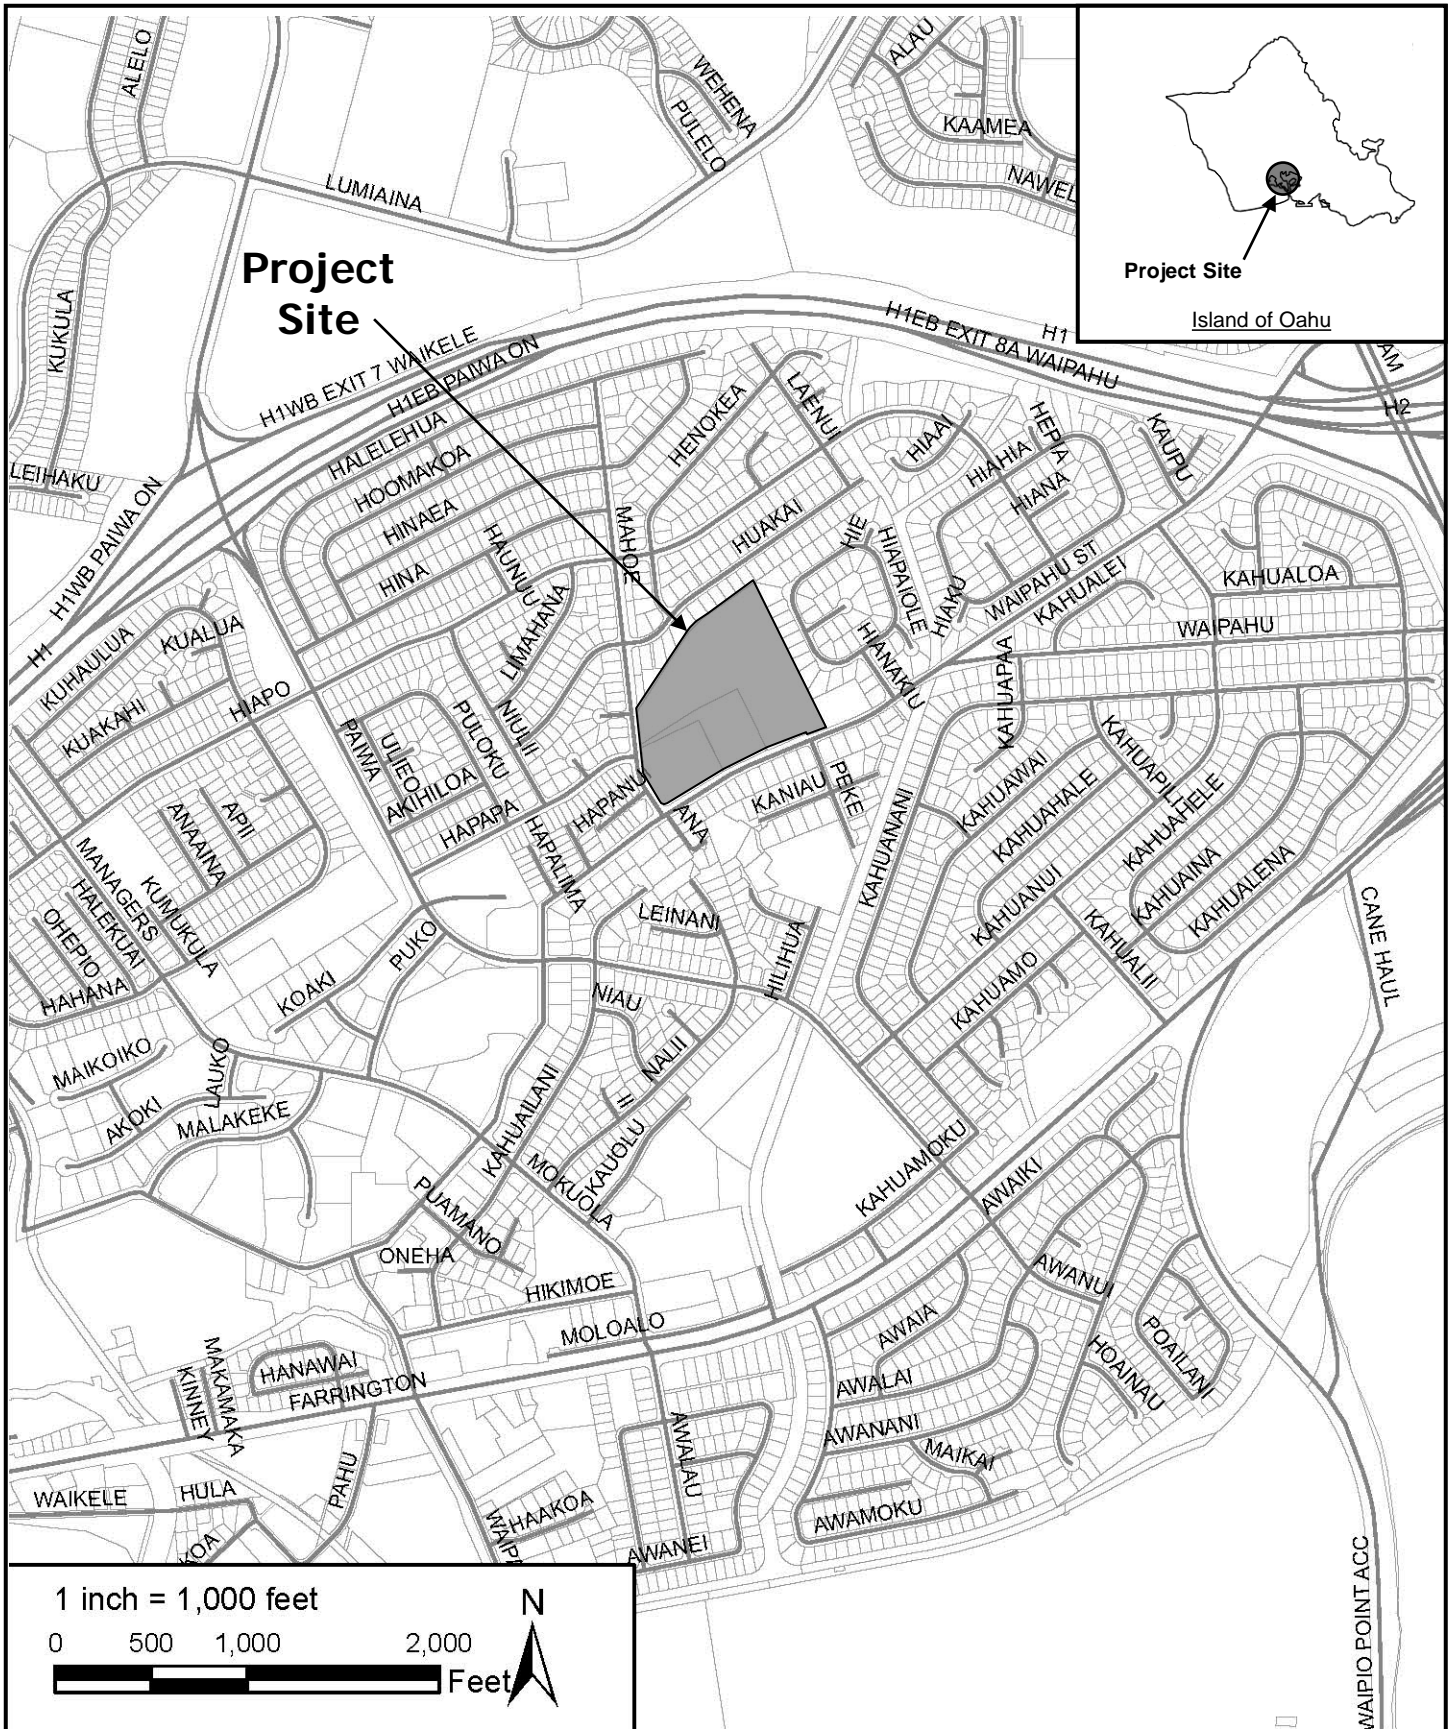 ALELO
WEHENA
PULELO
ALAU
KAAMEA
NAWEL
LUMIAINA
KUKULA
Project
Site
Project Site
Island of Oahu
H1WB EXIT 7 WAIKELE
H1EB PAIWA ON
H1EB EXIT 8A WAIPAHU
H1
AM
H2
LEIHAKU
H1WB PAIWA ON
H1
HALELEHUA
HOOMAKOA
HINAEA
HINA
HAUNUU
LIMAHANA
MAHOE
HENOKEA
LAENUI
HUAKAI
HIAAI
HIAHIA
HEPIA
HIANA
KAUPU
HIE
HIAPAIOLE
HIAKU
WAIPAHU ST
KAHUALEI
KAHUALOA
WAIPAHU
HIANAKIU
KUHAULUA
KUALUA
KUAKAHI
HIAPO
PAIWA
ULIEO
AKIHILOA
PULOKU
NIULII
HAPAPA
HAPANUI
HAPALIMA
ANA
KANIAU
PEKE
KAHUAPAA
KAHUANANI
KAHUAWAI
KAHUAHALE
KAHUAPILI
KAHUAHELE
KAHUANUI
KAHUAINA
KAHUALENA
KAHUALII
KAHUAMO
APII
ANAAINA
MANAGERS
HALEKUAI
KUMUKULA
OHEPIO
HAHANA
PUKO
KOAKI
LEINANI
HILIHUA
NIAU
NALII
II
KAUOLU
KAHUAILANI
MOKUOLA
PUAMANO
ONEHA
HIKIMOE
MOLOALO
MAIKOIKO
LAUKO
AKOKI
MALAKEKE
CANE HAUL
KAHUAMOKU
AWAIKI
AWANUI
AWAIA
POAILANI
HOAINAU
AWALAI
AWANANI
MAIKAI
AWAMOKU
HANAWAI
FARRINGTON
MAKAMAKA
KINNEY
AWALAU
WAIKELE
HULA
PAHU
KOA
HAAKOA
WAIPA
AWANEI
WAIPIO POINT ACC
1 inch = 1,000 feet
N
0 500 1,000 2,000
Feet